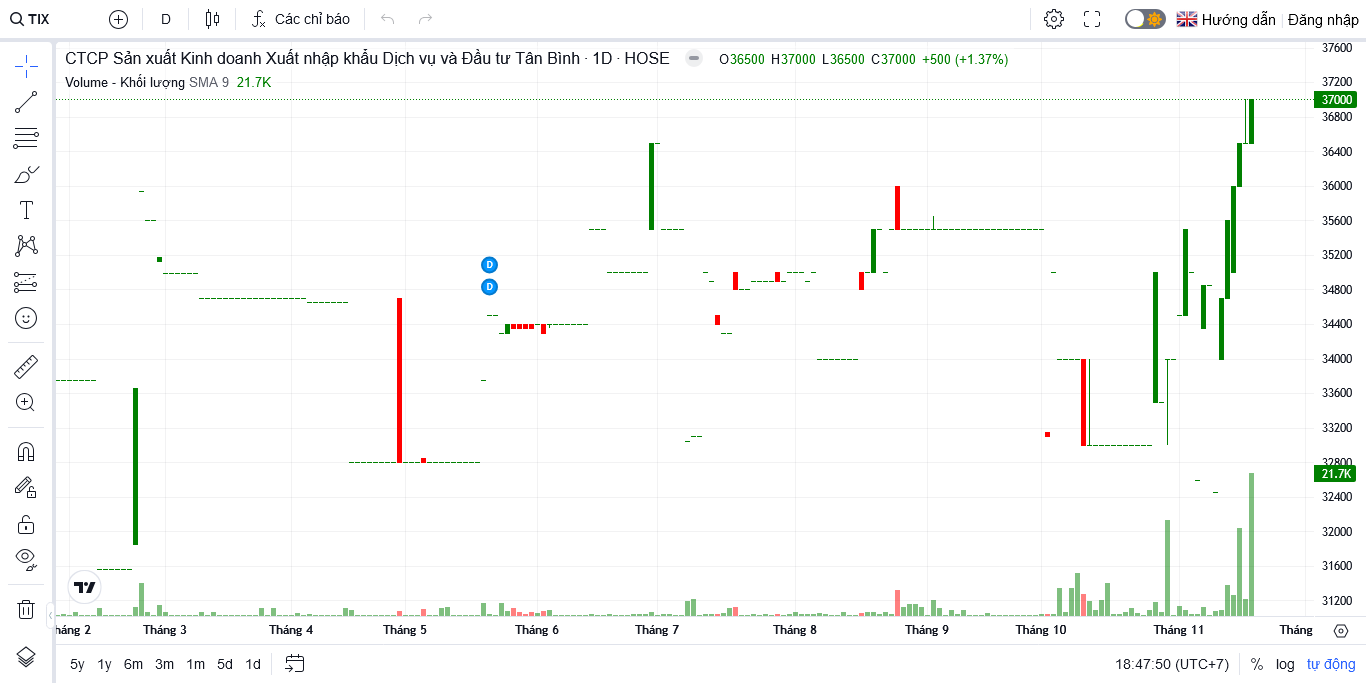 TIX D Các chỉ báo Hướng dẫn Đăng nhập
CTCP Sản xuất Kinh doanh Xuất nhập khẩu Dịch vụ và Đầu tư Tân Bình · 1D · HOSE O36500 H37000 L36500 C37000 +500 (+1.37%)
Volume - Khối lượng SMA 9 21.7K
37600
37200
37000
36800
36400
36000
35600
35200
34800
34400
34000
33600
33200
32800
21.7K
32400
32000
31600
31200
D
D
háng 2 Tháng 3 Tháng 4 Tháng 5 Tháng 6 Tháng 7 Tháng 8 Tháng 9 Tháng 10 Tháng 11 Tháng
5y 1y 6m 3m 1m 5d 1d 18:47:50 (UTC+7) % log tự động